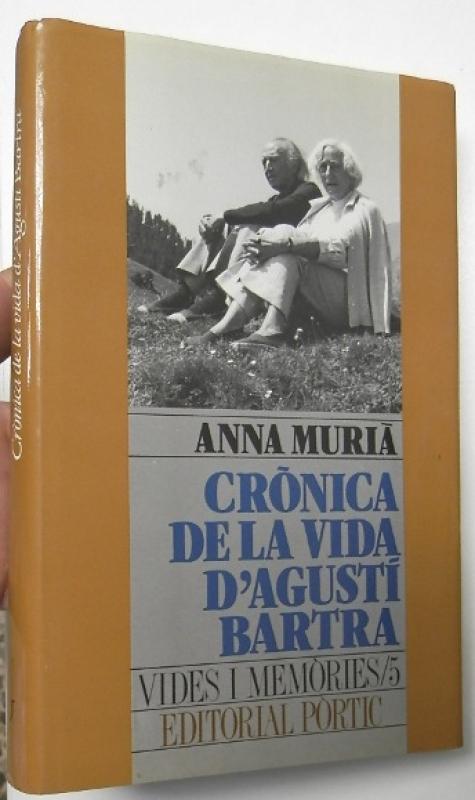 Crònica de la vida d'Agustí Bartra
ANNA MURIÀ
CRÒNICA
DE LA VIDA
D'AGUSTÍ
BARTRA
VIDES I MEMÒRIES/5
EDITORIAL PÒRTIC